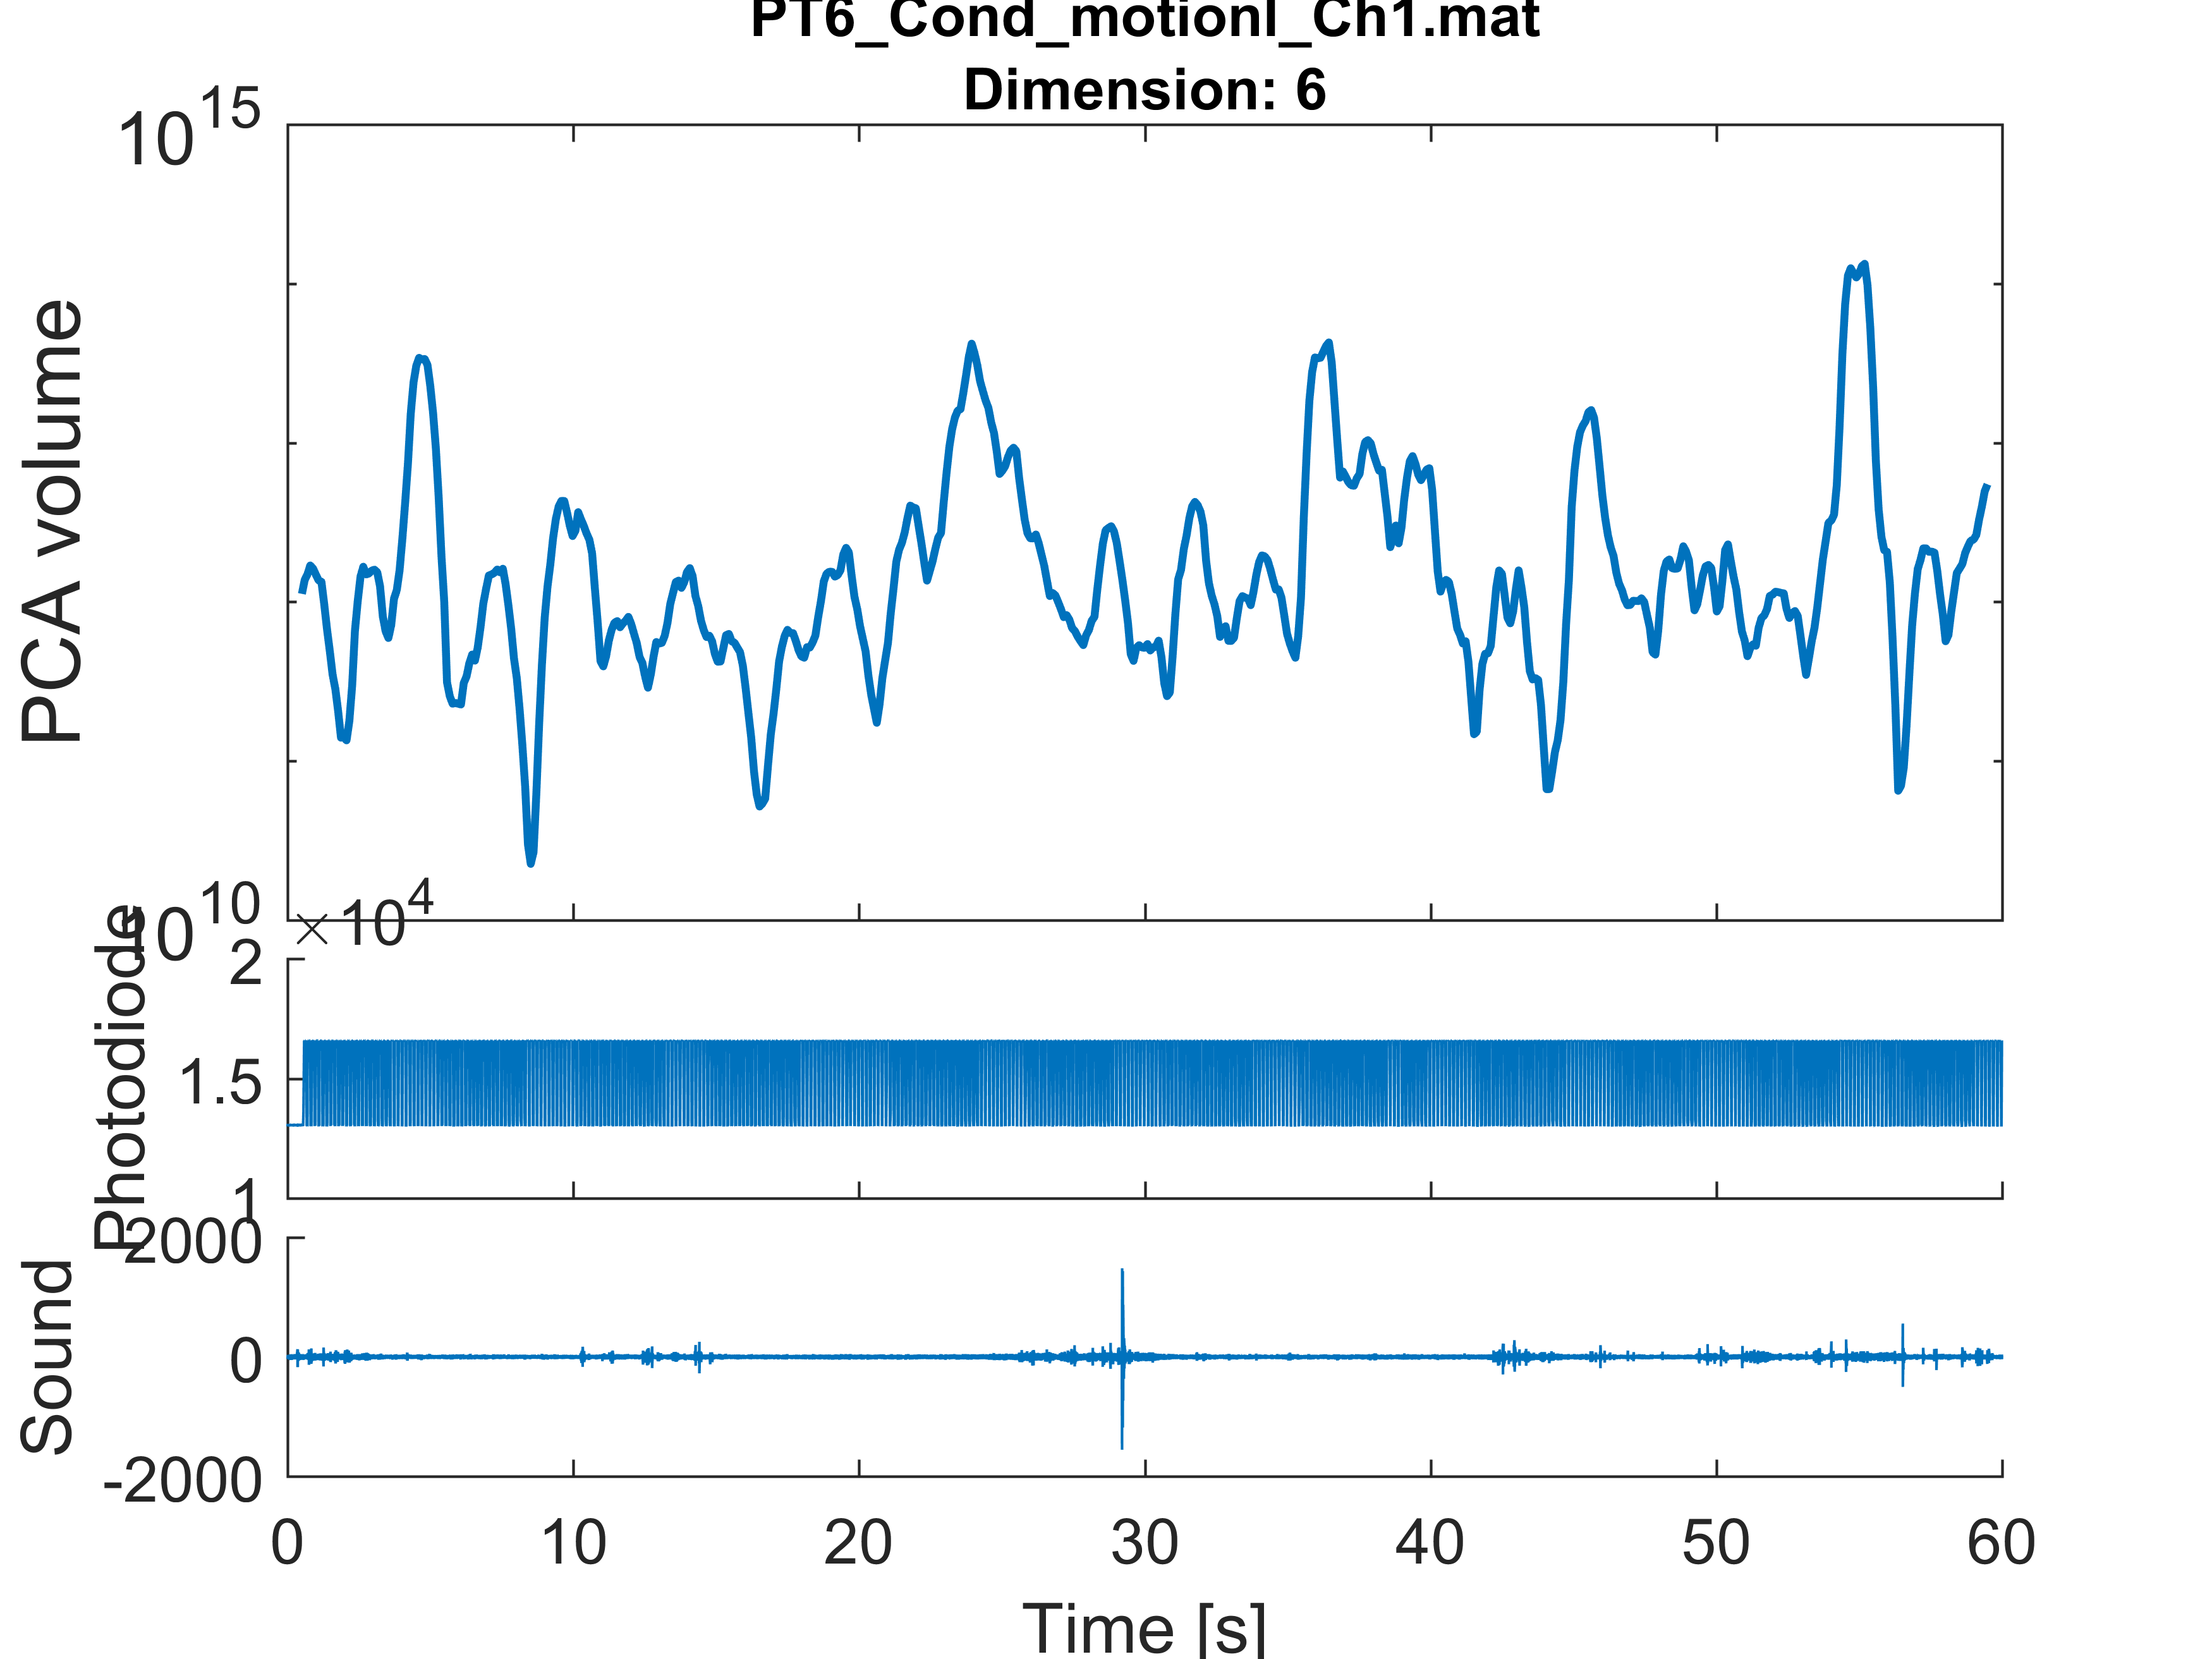 PT6_Cond_motionI_Ch1.mat
Dimension: 6
10^15
PCA volume
10^10
×10^4
2
Photodiode
1.5
1
2000
Sound
0
-2000
0 10 20 30 40 50 60
Time [s]